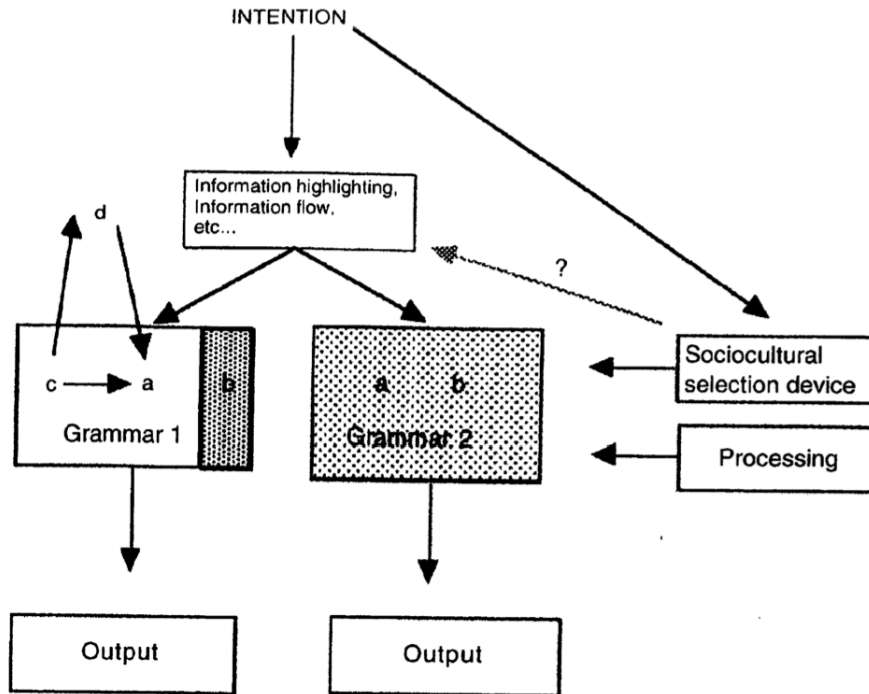 INTENTION
Information highlighting,
Information flow,
etc...
d
?
c a b
Grammar 1
a b
Grammar 2
Sociocultural
selection device
Processing
Output
Output